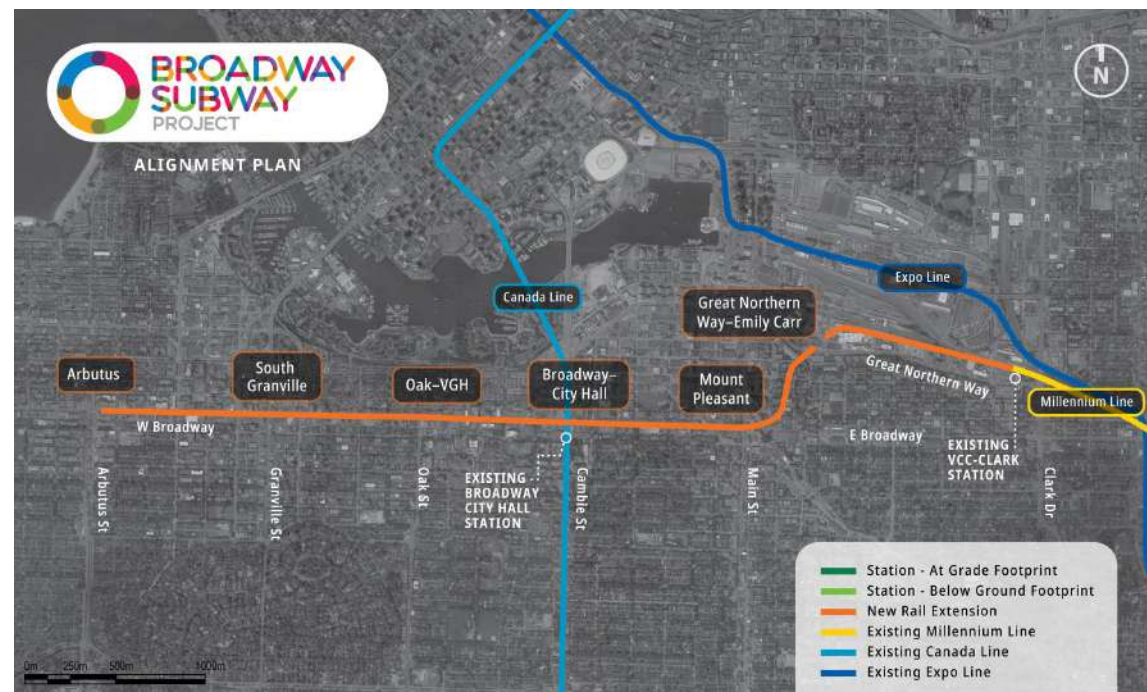 BROADWAY
SUBWAY
PROJECT
ALIGNMENT PLAN
N
Expo Line
Canada Line
Great Northern
Way–Emily Carr
Arbutus
South
Granville
Oak–VGH
Broadway–
City Hall
Mount
Pleasant
Great Northern Way
Millennium Line
W Broadway
E Broadway
EXISTING
VCC-CLARK
STATION
EXISTING
BROADWAY
CITY HALL
STATION
Arbutus St
Granville St
Oak St
Cambie St
Main St
Clark Dr
Station - At Grade Footprint
Station - Below Ground Footprint
New Rail Extension
Existing Millennium Line
Existing Canada Line
Existing Expo Line
0m 250m 500m 1000m